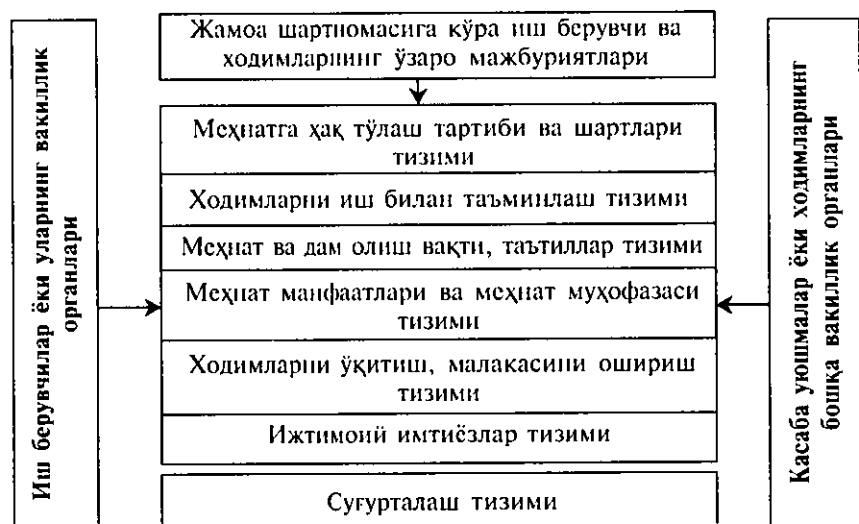 Иш берувчилар ёки уларнинг вакиллик
органлари
Жамоа шартномасига кўра иш берувчи ва
ходимларнинг ўзаро мажбуриятлари
Меҳнатга ҳақ тўлаш тартиби ва шартлари
тизими
Ходимларни иш билан таъминлаш тизими
Меҳнат ва дам олиш вақти, таътиллар тизими
Меҳнат манфаатлари ва меҳнат муҳофазаси
тизими
Ходимларни ўқитиш, малакасини ошириш
тизими
Ижтимоий имтиёзлар тизими
Суғурталаш тизими
Касаба уюшмалар ёки ходимларнинг
бошқа вакиллик органлари